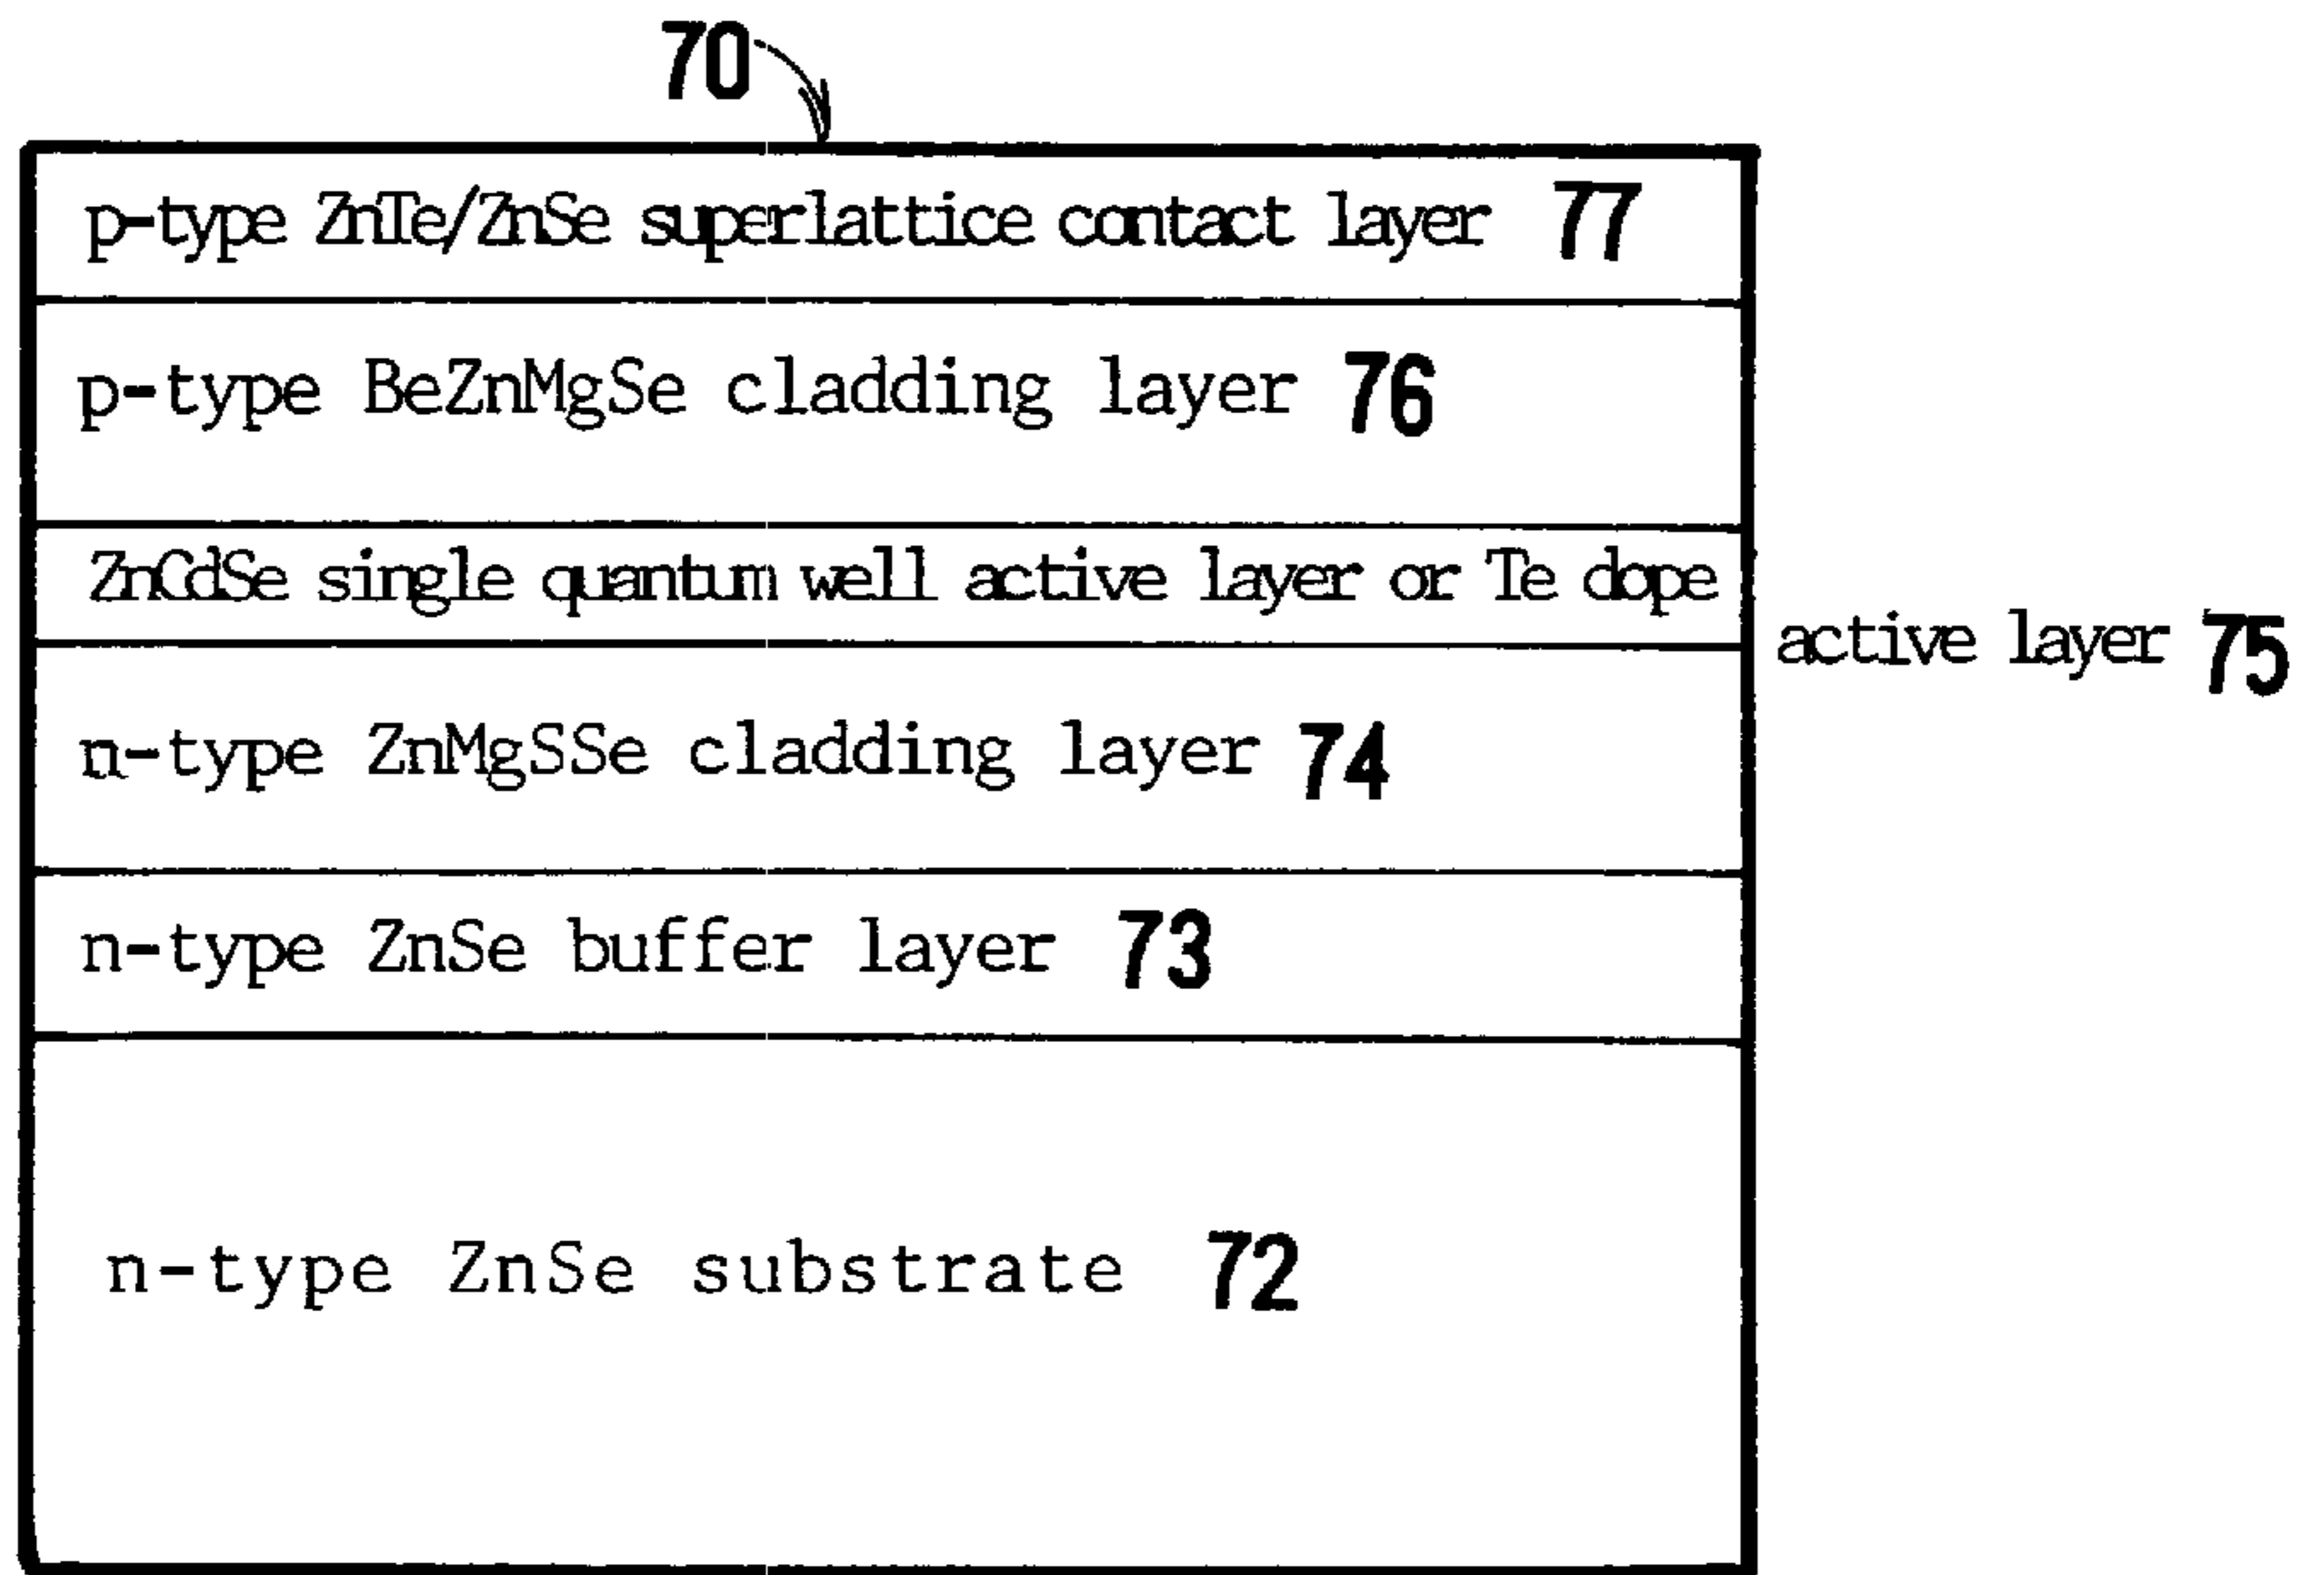 70
p-type ZnTe/ZnSe superlattice contact layer 77
p-type BeZnMgSe cladding layer 76
ZnCdSe single quantum well active layer or Te dope
active layer 75
n-type ZnMgSSe cladding layer 74
n-type ZnSe buffer layer 73
n-type ZnSe substrate 72